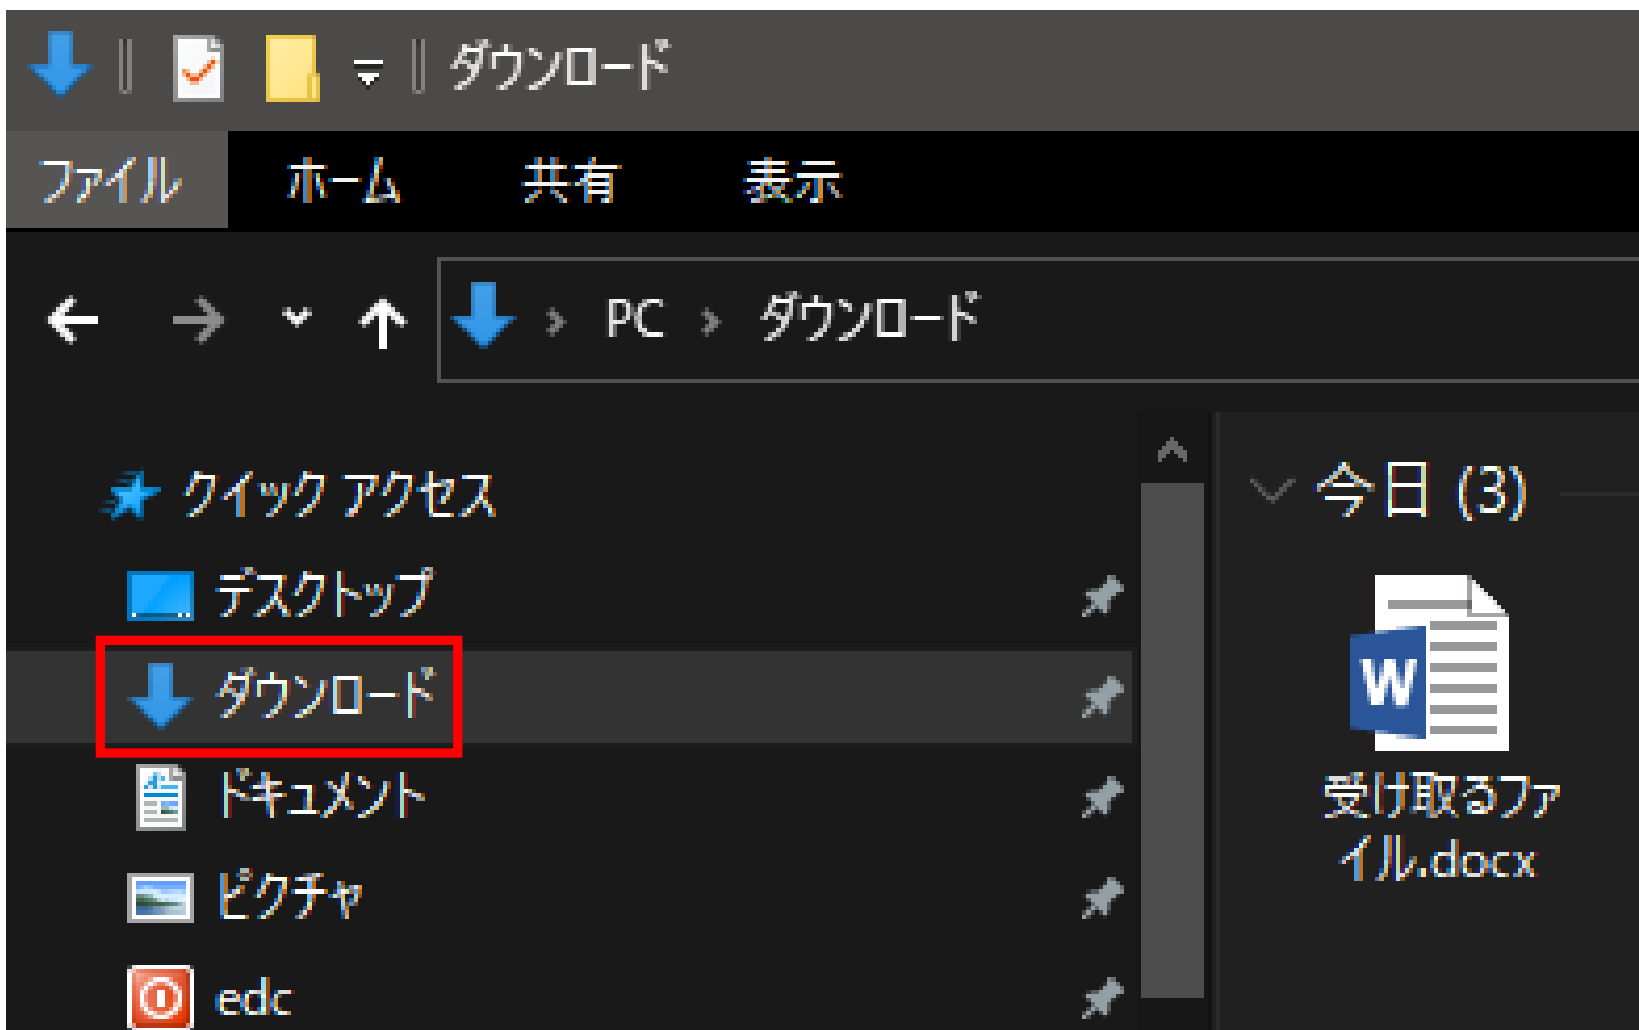 ダウンロード
ファイル ホーム 共有 表示
PC ダウンロード
クイック アクセス
デスクトップ
ダウンロード
ドキュメント
ピクチャ
edc
今日 (3)
W
受け取るファ
イル.docx